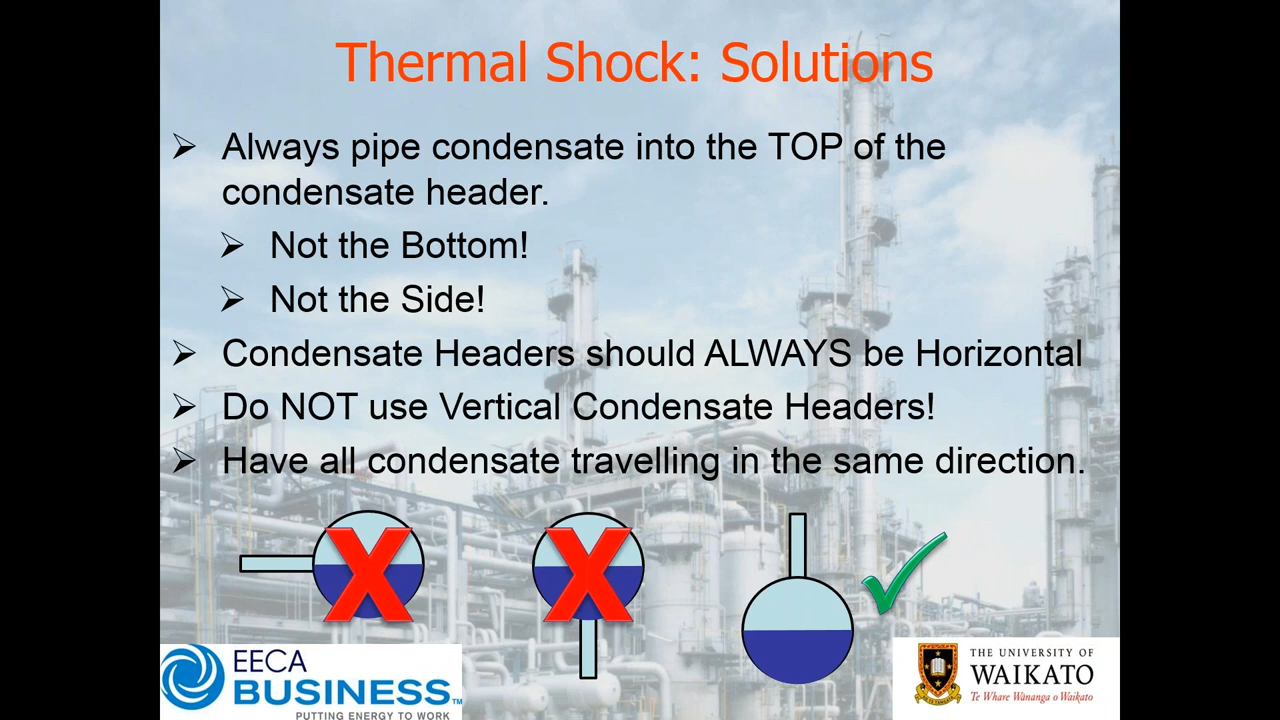 Thermal Shock: Solutions
Always pipe condensate into the TOP of the
condensate header.
Not the Bottom!
Not the Side!
Condensate Headers should ALWAYS be Horizontal
Do NOT use Vertical Condensate Headers!
Have all condensate travelling in the same direction.
X X
EECA
BUSINESS™
PUTTING ENERGY TO WORK
THE UNIVERSITY OF
WAIKATO
Te Whare Wānanga o Waikato